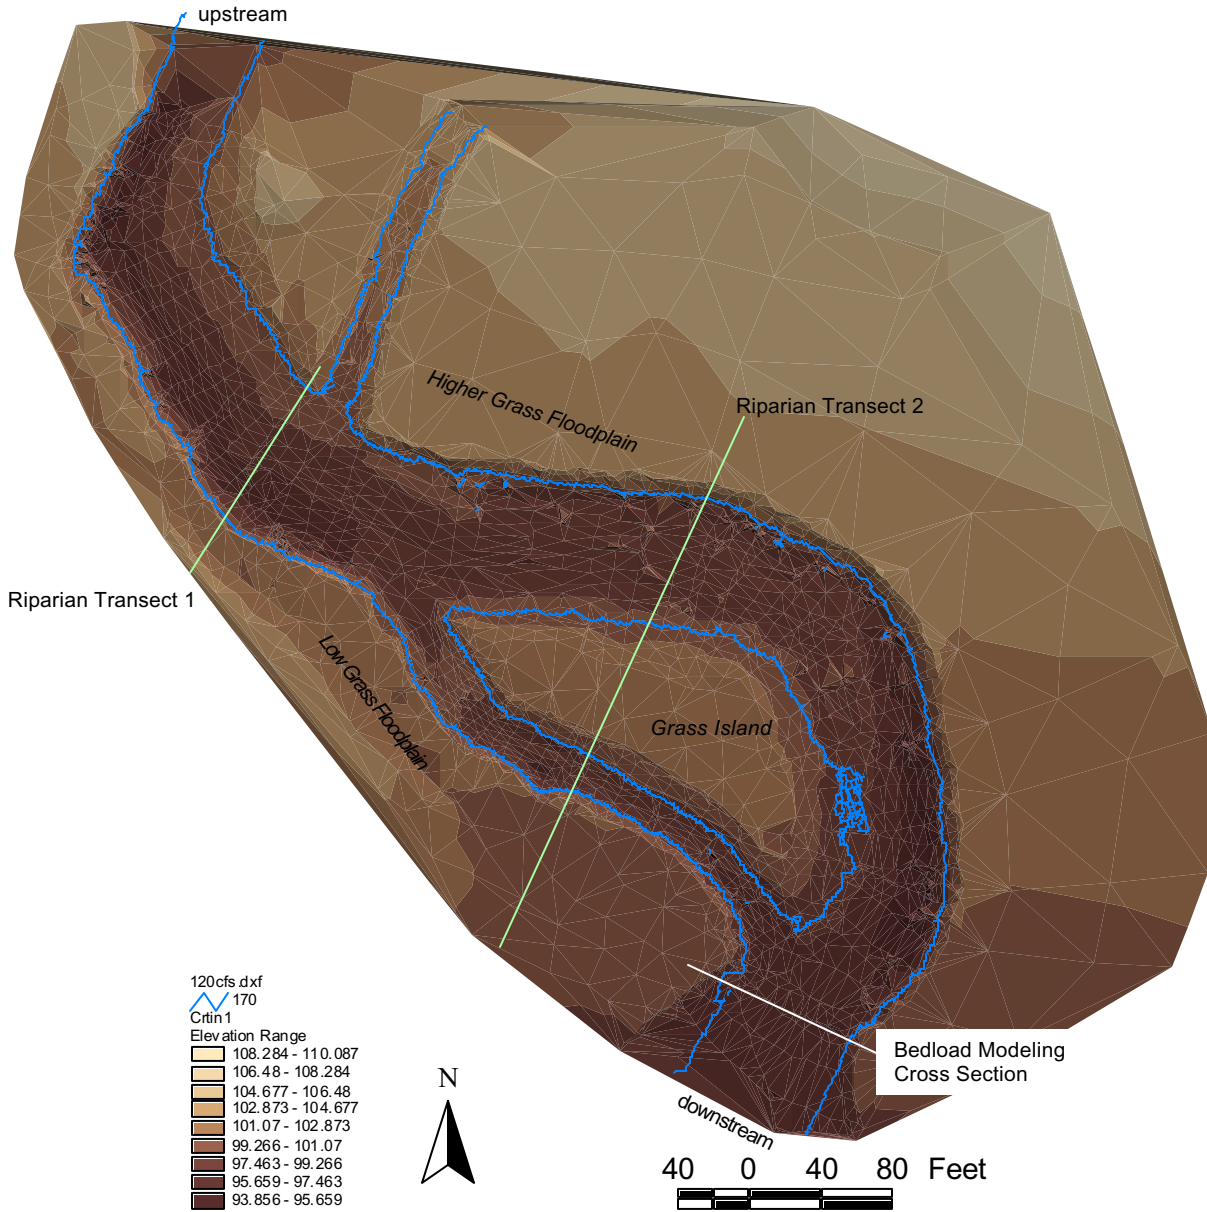 upstream
Higher Grass Floodplain
Riparian Transect 2
Riparian Transect 1
Low Grass Floodplain
Grass Island
Bedload Modeling
Cross Section
downstream
120cfs.dxf
170
Crtin1
Elevation Range
108.284 - 110.087
106.48 - 108.284
104.677 - 106.48
102.873 - 104.677
101.07 - 102.873
99.266 - 101.07
97.463 - 99.266
95.659 - 97.463
93.856 - 95.659
N
40 0 40 80 Feet